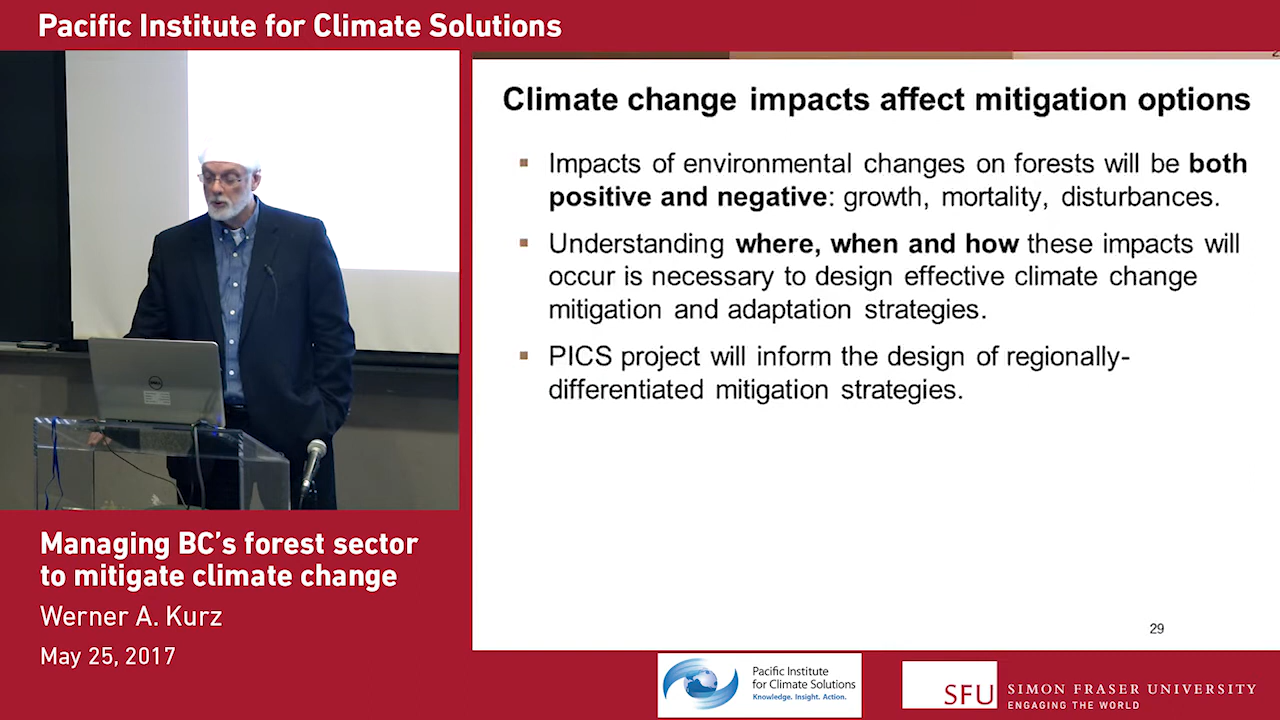 Pacific Institute for Climate Solutions
Climate change impacts affect mitigation options
▪ Impacts of environmental changes on forests will be both
positive and negative: growth, mortality, disturbances.
▪ Understanding where, when and how these impacts will
occur is necessary to design effective climate change
mitigation and adaptation strategies.
▪ PICS project will inform the design of regionally-
differentiated mitigation strategies.
29
DELL
Managing BC's forest sector
to mitigate climate change
Werner A. Kurz
May 25, 2017
Pacific Institute
for Climate Solutions
Knowledge. Insight. Action.
SFU
SIMON FRASER UNIVERSITY
ENGAGING THE WORLD